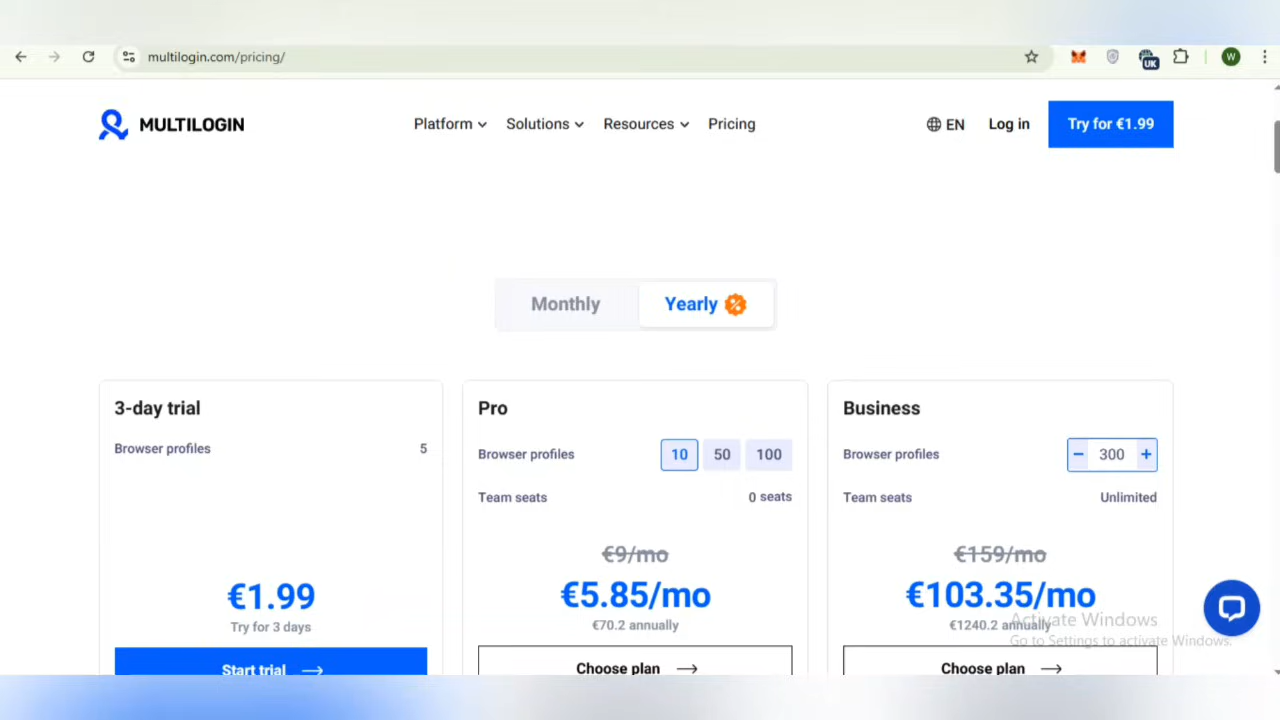 multilogin.com/pricing/
UK
W
MULTILOGIN
Platform
Solutions
Resources
Pricing
EN
Log in
Try for €1.99
Monthly
Yearly
3-day trial
Browser profiles 5
€1.99
Try for 3 days
Start trial
Pro
Browser profiles 10 50 100
Team seats 0 seats
€9/mo
€5.85/mo
€70.2 annually
Choose plan
Business
Browser profiles − 300 +
Team seats Unlimited
€159/mo
€103.35/mo
€1240.2 annually
Choose plan
Activate Windows
Go to Settings to activate Windows.